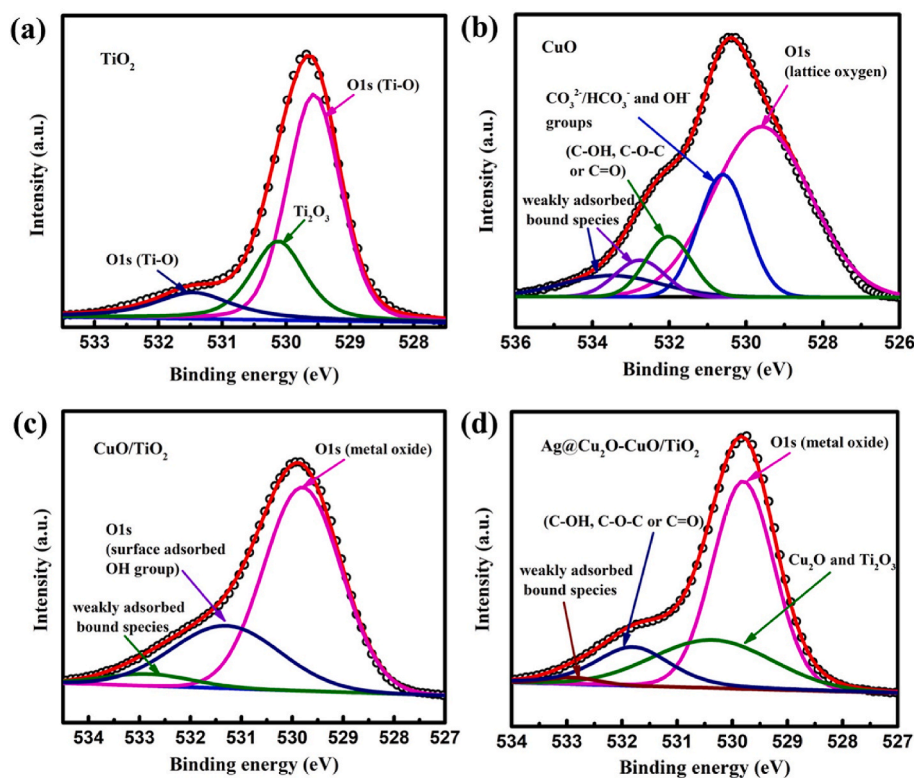 (a)
TiO₂
O1s (Ti-O)
Ti₂O₃
O1s (Ti-O)
Intensity (a.u.)
533 532 531 530 529 528
Binding energy (eV)
(b)
CuO
O1s
(lattice oxygen)
CO₃²⁻/HCO₃⁻ and OH⁻
groups
(C-OH, C-O-C
or C=O)
weakly adsorbed
bound species
Intensity (a.u.)
536 534 532 530 528 526
Binding energy (eV)
(c)
CuO/TiO₂
O1s (metal oxide)
O1s
(surface adsorbed
OH group)
weakly adsorbed
bound species
Intensity (a.u.)
534 533 532 531 530 529 528 527
Binding energy (eV)
(d)
Ag@Cu₂O-CuO/TiO₂
O1s (metal oxide)
(C-OH, C-O-C or C=O)
Cu₂O and Ti₂O₃
weakly adsorbed
bound species
Intensity (a.u.)
534 533 532 531 530 529 528 527
Binding energy (eV)